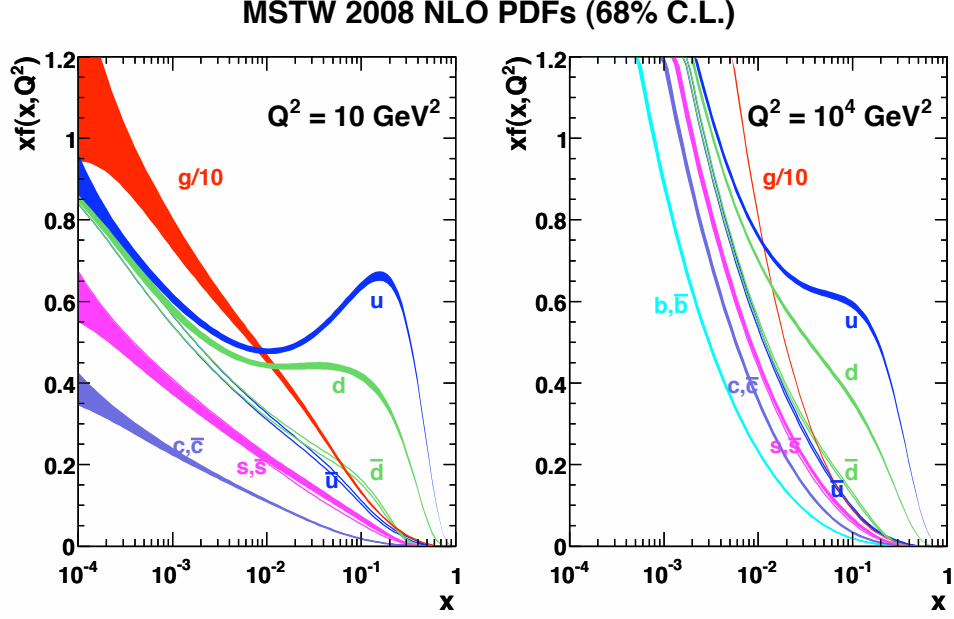 MSTW 2008 NLO PDFs (68% C.L.)
xf(x,Q²)
1.2
1
0.8
0.6
0.4
0.2
0
Q² = 10 GeV²
g/10
u
d
c,c̅
s,s̅
u̅
d̅
10⁻⁴
10⁻³
10⁻²
10⁻¹
1
x
xf(x,Q²)
1.2
1
0.8
0.6
0.4
0.2
0
Q² = 10⁴ GeV²
g/10
b,b̅
u
d
c,c̅
s,s̅
d̅
u̅
10⁻⁴
10⁻³
10⁻²
10⁻¹
1
x